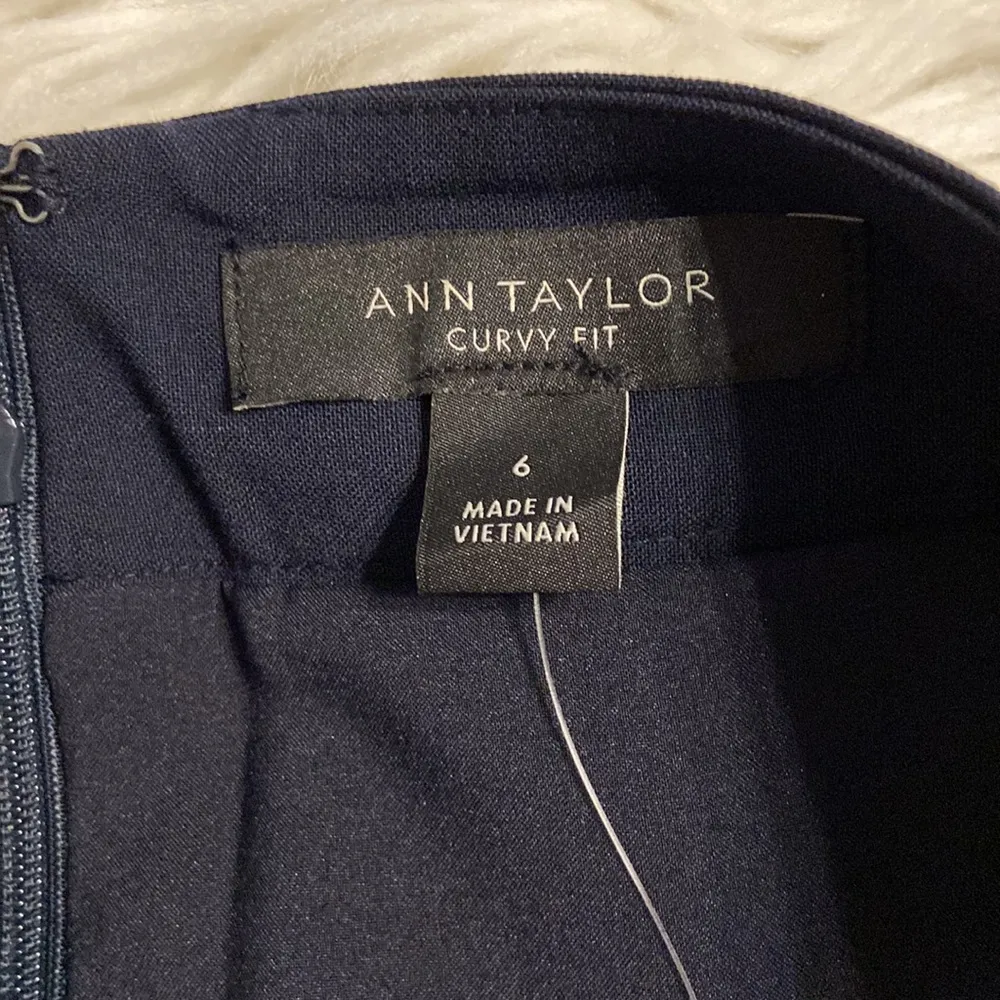 ANN TAYLOR
CURVY FIT
6
MADE IN
VIETNAM